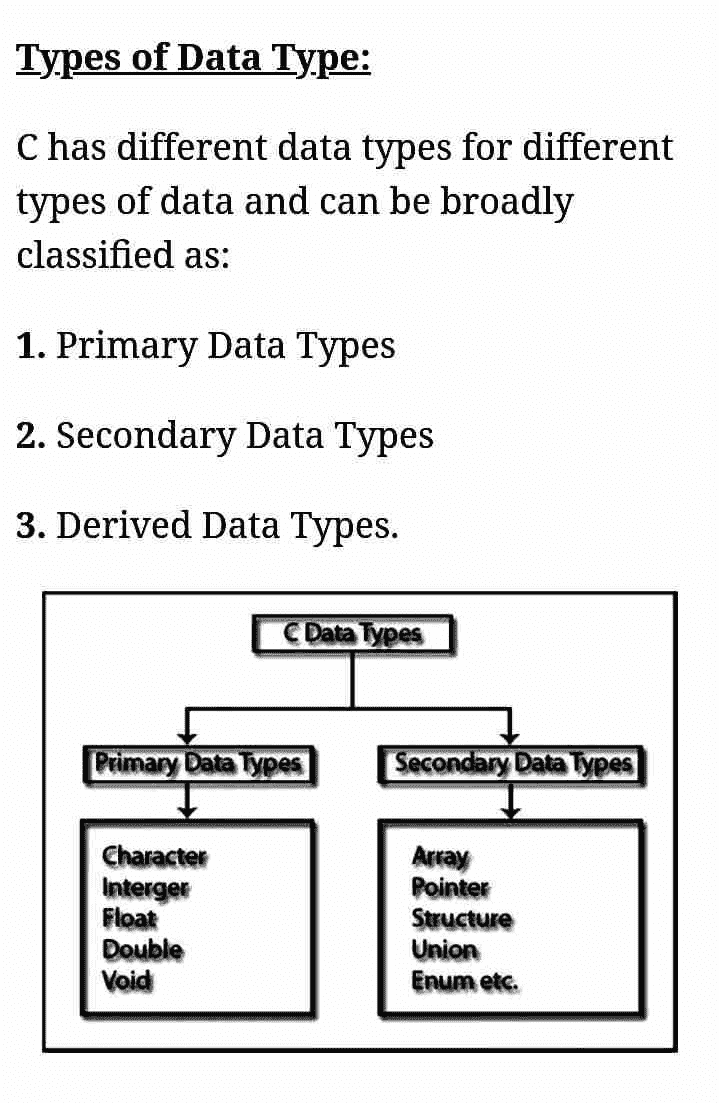 Types of Data Type:
C has different data types for different
types of data and can be broadly
classified as:
1. Primary Data Types
2. Secondary Data Types
3. Derived Data Types.
C Data Types
Primary Data Types
Secondary Data Types
Character
Interger
Float
Double
Void
Array
Pointer
Structure
Union
Enum etc.